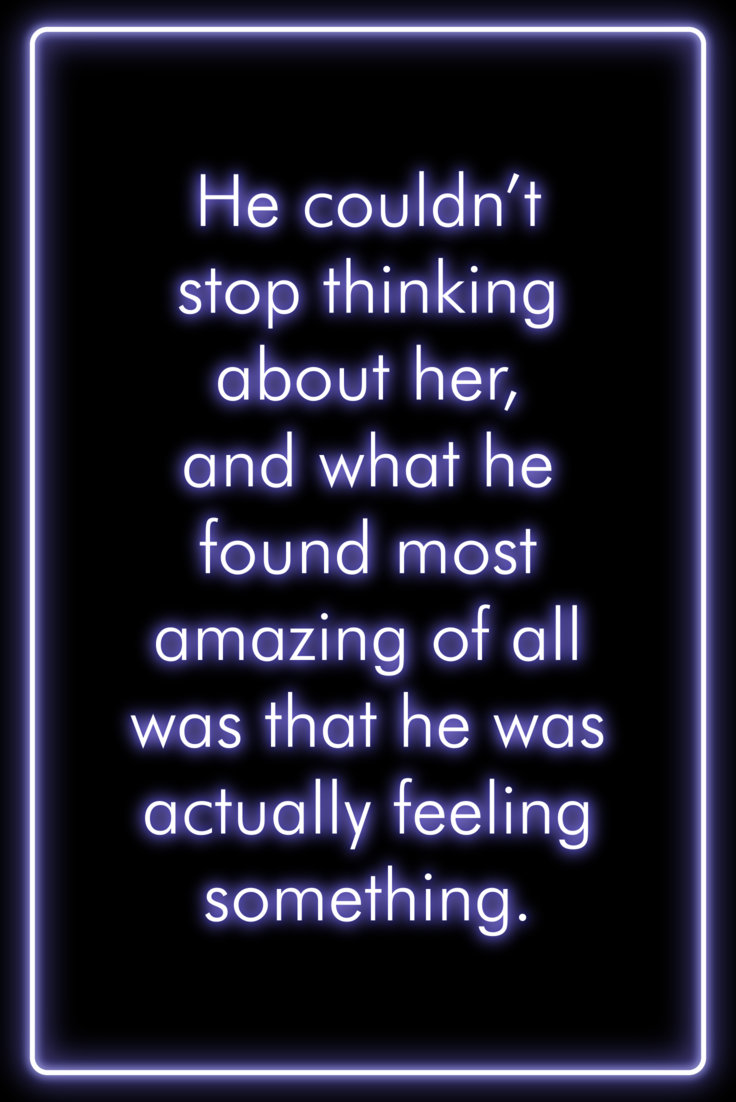 He couldn’t
stop thinking
about her,
and what he
found most
amazing of all
was that he was
actually feeling
something.